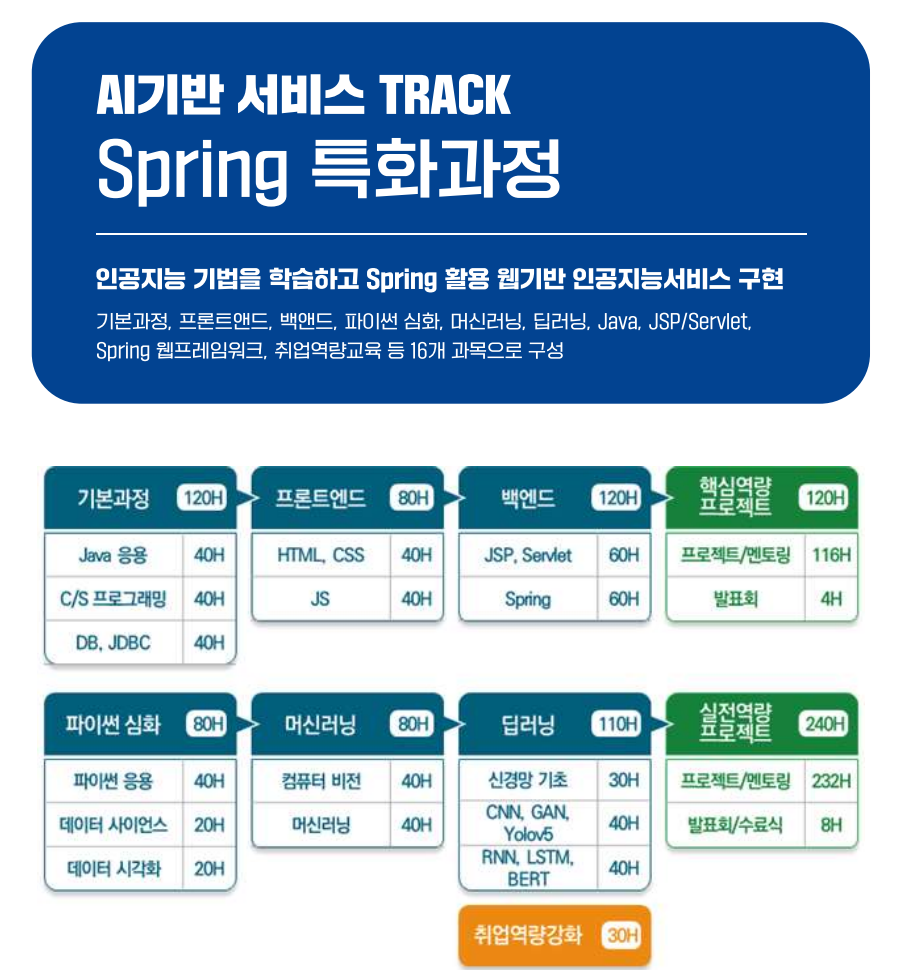 AI기반 서비스 TRACK
Spring 특화과정
인공지능 기법을 학습하고 Spring 활용 웹기반 인공지능서비스 구현
기본과정, 프론트앤드, 백앤드, 파이썬 심화, 머신러닝, 딥러닝, Java, JSP/Servlet,
Spring 웹프레임워크, 취업역량교육 등 16개 과목으로 구성
기본과정 120H
Java 응용 40H
C/S 프로그래밍 40H
DB, JDBC 40H
프론트엔드 80H
HTML, CSS 40H
JS 40H
백엔드 120H
JSP, Servlet 60H
Spring 60H
핵심역량
프로젝트 120H
프로젝트/멘토링 116H
발표회 4H
파이썬 심화 80H
파이썬 응용 40H
데이터 사이언스 20H
데이터 시각화 20H
머신러닝 80H
컴퓨터 비전 40H
머신러닝 40H
딥러닝 110H
신경망 기초 30H
CNN, GAN,
Yolov5 40H
RNN, LSTM,
BERT 40H
실전역량
프로젝트 240H
프로젝트/멘토링 232H
발표회/수료식 8H
취업역량강화 30H